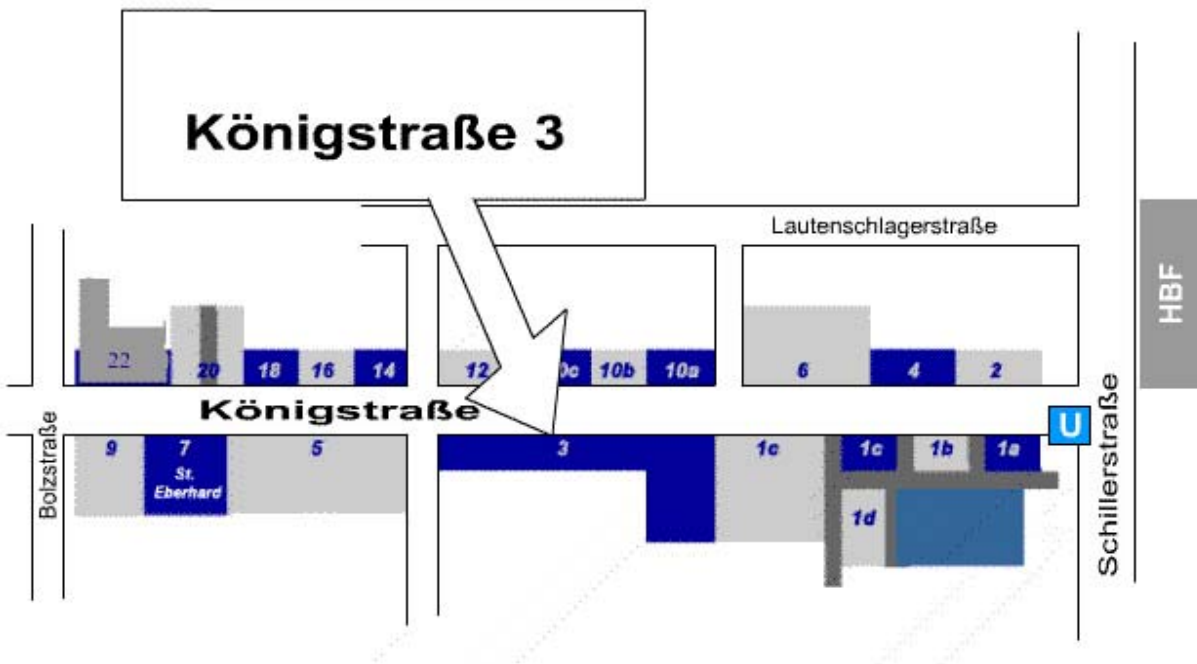 Königstraße 3
Lautenschlagerstraße
HBF
22
20
18
16
14
12
10b
10a
6
4
2
Königstraße
U
Bolzstraße
Schillerstraße
9
7
St.
Eberhard
5
3
1e
1c
1b
1a
1d